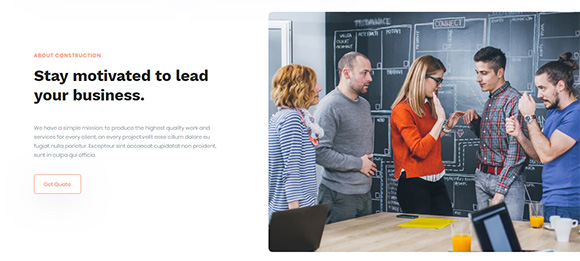 ABOUT CONSTRUCTION
Stay motivated to lead
your business.
We have a simple mission: to produce the highest quality work and
services for every client, on every project.velit esse cillum dolore eu
fugiat nulla pariatur. Excepteur sint occaecat cupidatat non proident,
sunt in culpa qui officia.
Get Quote
CONNECT